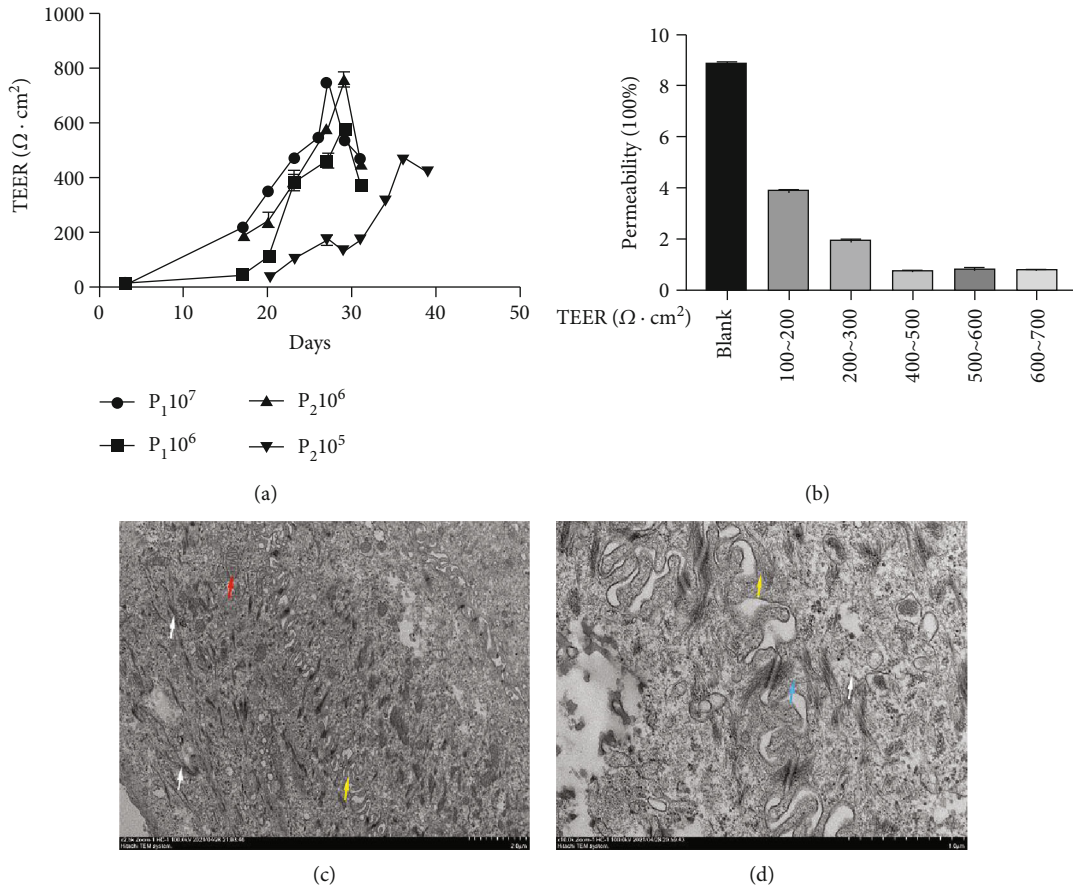 1000
800
600
400
200
0
TEER (Ω · cm²)
0 10 20 30 40 50
Days
P₁10⁷ P₂10⁶
P₁10⁶ P₂10⁵
(a)
10
8
6
4
2
0
Permeability (100%)
TEER (Ω · cm²)
Blank
100~200
200~300
400~500
500~600
600~700
(b)
Hitachi TEM system.
2.0μm
(c)
Hitachi TEM system.
1.0μm
(d)